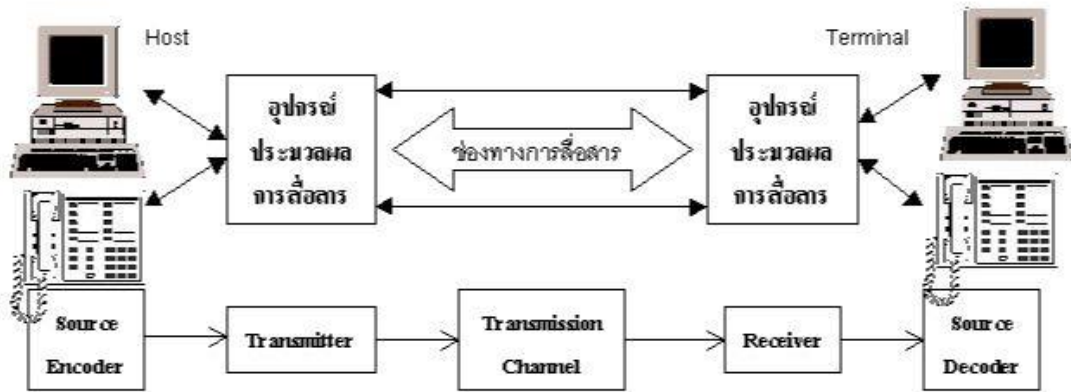 Host
Terminal
อุปกรณ์
ประมวลผล
การสื่อสาร
ช่องทางการสื่อสาร
อุปกรณ์
ประมวลผล
การสื่อสาร
Source
Encoder
Transmitter
Transmission
Channel
Receiver
Source
Decoder